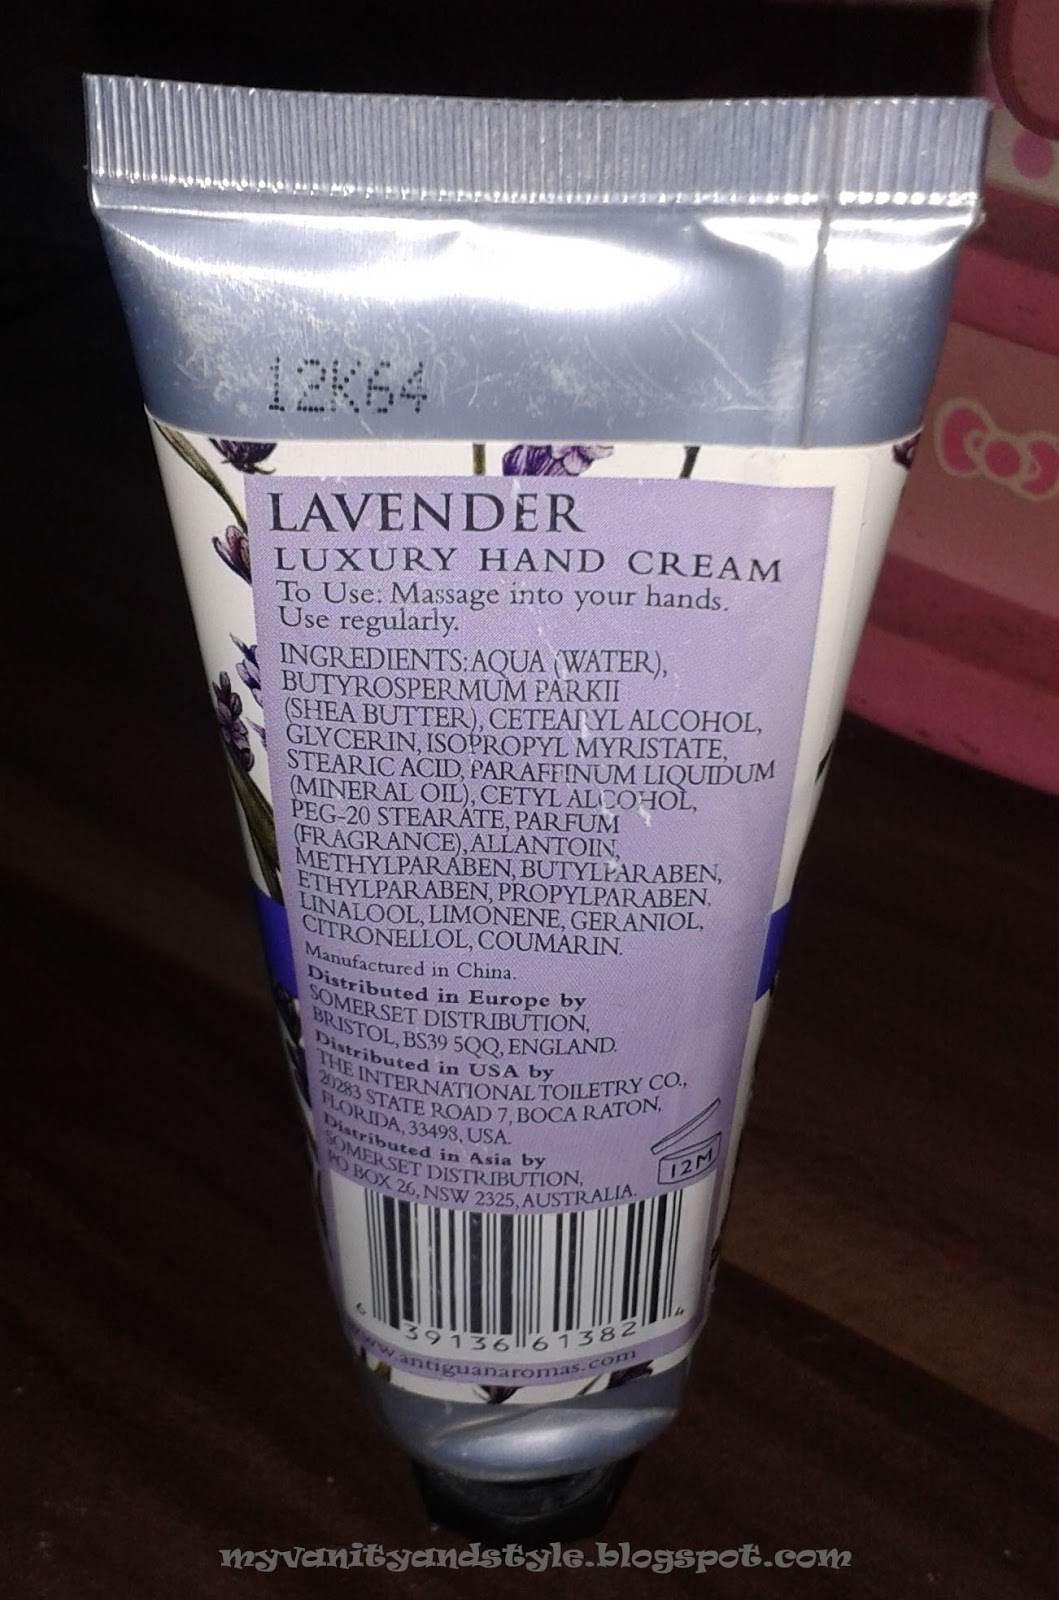 12K64
LAVENDER
LUXURY HAND CREAM
To Use: Massage into your hands.
Use regularly.
INGREDIENTS: AQUA (WATER),
BUTYROSPERMUM PARKII
(SHEA BUTTER), CETEARYL ALCOHOL,
GLYCERIN, ISOPROPYL MYRISTATE,
STEARIC ACID, PARAFFINUM LIQUIDUM
(MINERAL OIL), CETYL ALCOHOL,
PEG-20 STEARATE, PARFUM
(FRAGRANCE), ALLANTOIN,
METHYLPARABEN, BUTYLPARABEN,
ETHYLPARABEN, PROPYLPARABEN,
LINALOOL, LIMONENE, GERANIOL,
CITRONELLOL, COUMARIN.
Manufactured in China.
Distributed in Europe by
SOMERSET DISTRIBUTION,
BRISTOL, BS39 5QQ, ENGLAND.
Distributed in USA by
THE INTERNATIONAL TOILETRY CO.,
20283 STATE ROAD 7, BOCA RATON,
FLORIDA, 33498, USA.
Distributed in Asia by
SOMERSET DISTRIBUTION,
PO BOX 26, NSW 2325, AUSTRALIA.
12M
6 39136 61382 4
www.antiguanaromas.com
myvanityandstyle.blogspot.com